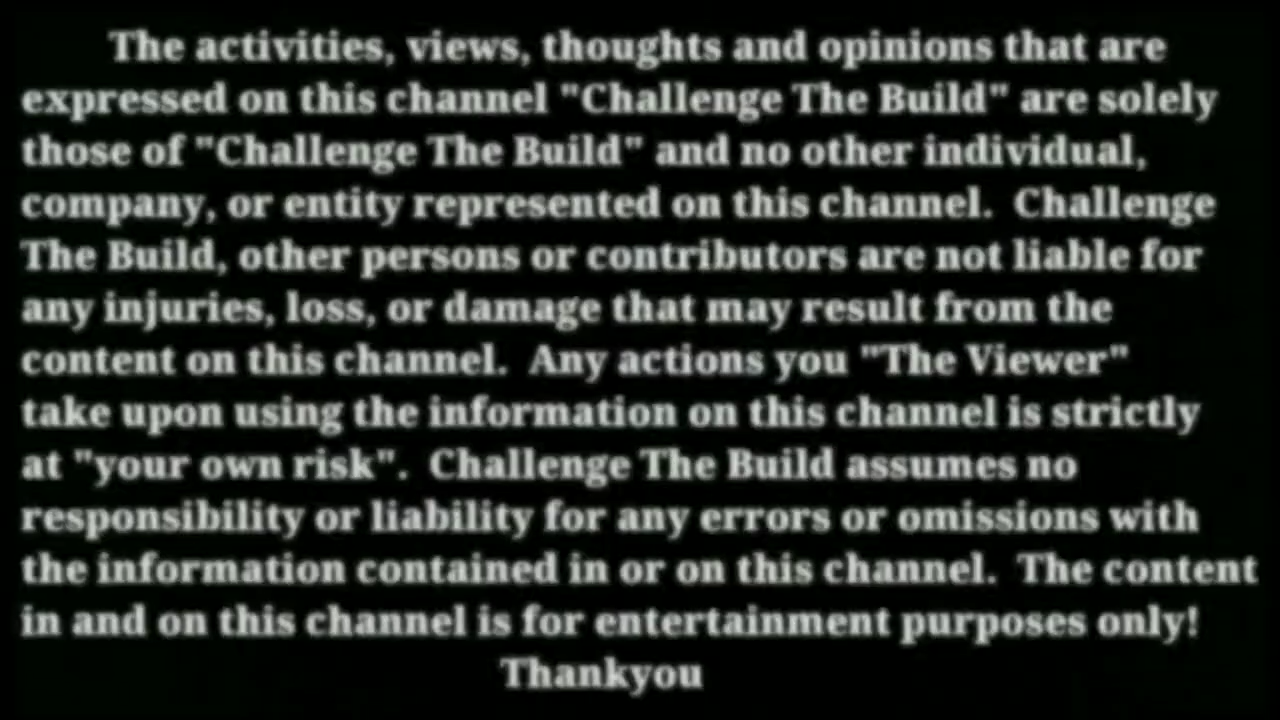 The activities, views, thoughts and opinions that are
expressed on this channel "Challenge The Build" are solely
those of "Challenge The Build" and no other individual,
company, or entity represented on this channel.  Challenge
The Build, other persons or contributors are not liable for
any injuries, loss, or damage that may result from the
content on this channel.  Any actions you "The Viewer"
take upon using the information on this channel is strictly
at "your own risk".  Challenge The Build assumes no
responsibility or liability for any errors or omissions with
the information contained in or on this channel.  The content
in and on this channel is for entertainment purposes only!
Thankyou